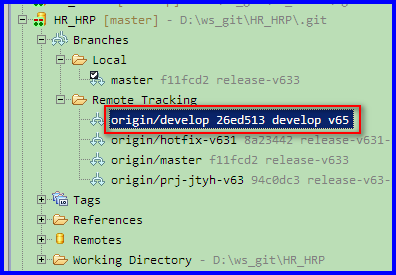 HR_HRP [master] - D:\ws_git\HR_HRP\.git
Branches
Local
master f11fcd2 release-v633
Remote Tracking
origin/develop 26ed513 develop v65
origin/hotfix-v631 8a23442 release-v631-
origin/master f11fcd2 release-v633
origin/prj-jtyh-v63 94c0dc3 release-v63-
Tags
References
Remotes
Working Directory - D:\ws_git\HR_HRP